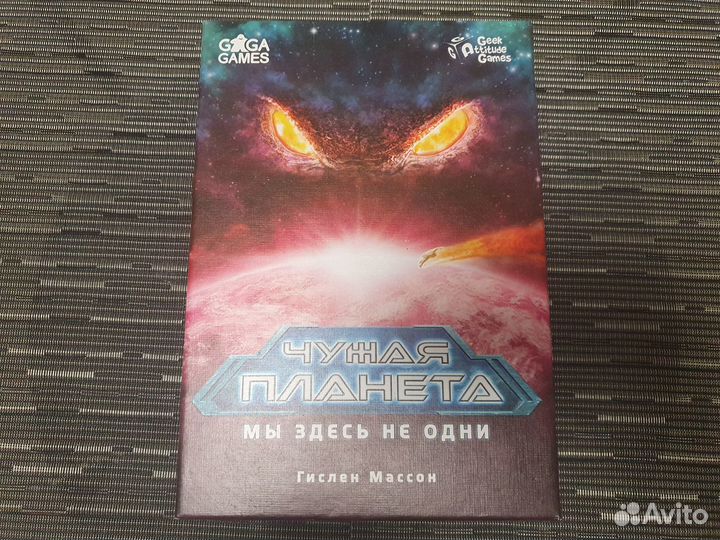 GAGA
GAMES
Geek
Attitude
Games
ЧУЖАЯ
ПЛАНЕТА
МЫ ЗДЕСЬ НЕ ОДНИ
Гислен Массон
Avito